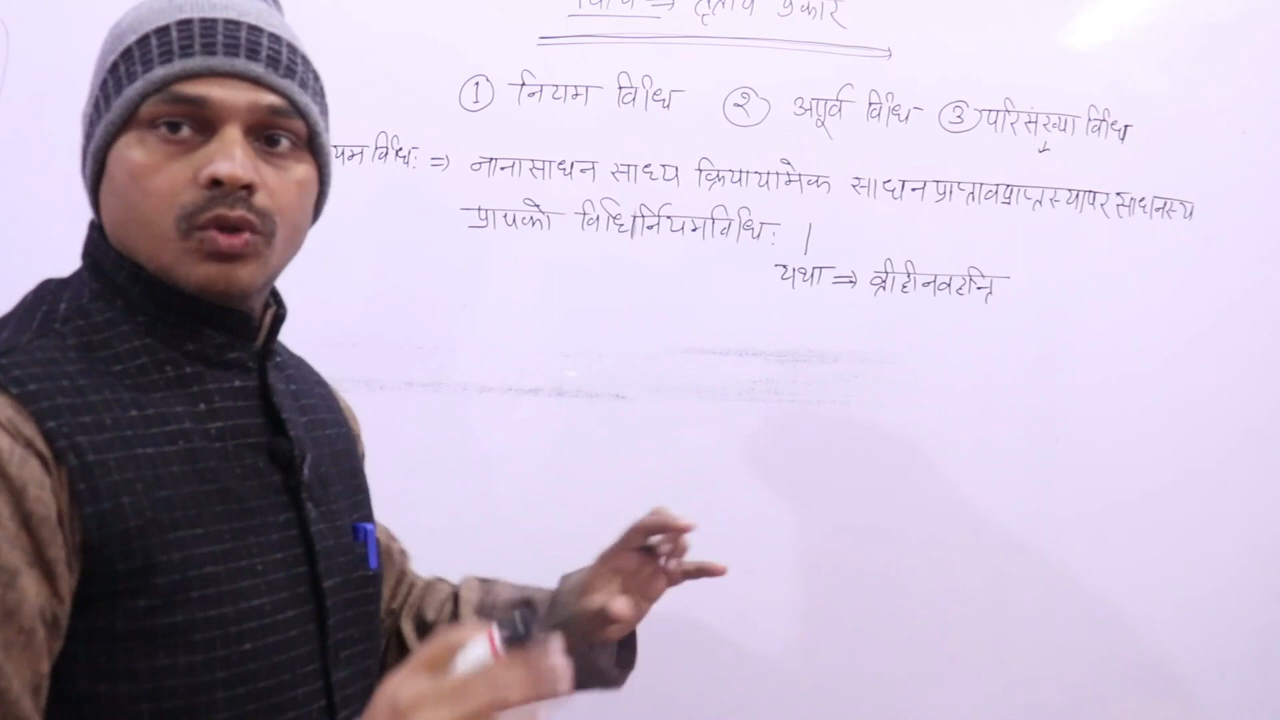 विधि ⇒ तृतीय प्रकार
① नियम विधि ② अपूर्व विधि ③ परिसंख्या विधि
यम विधिः ⇒ नानासाधन साध्य क्रियायामेक साधनप्राप्तावप्राप्तस्यापर साधनस्य
प्रापको विधिर्नियमविधिः ।
यथा ⇒ व्रीहीनवहन्ति